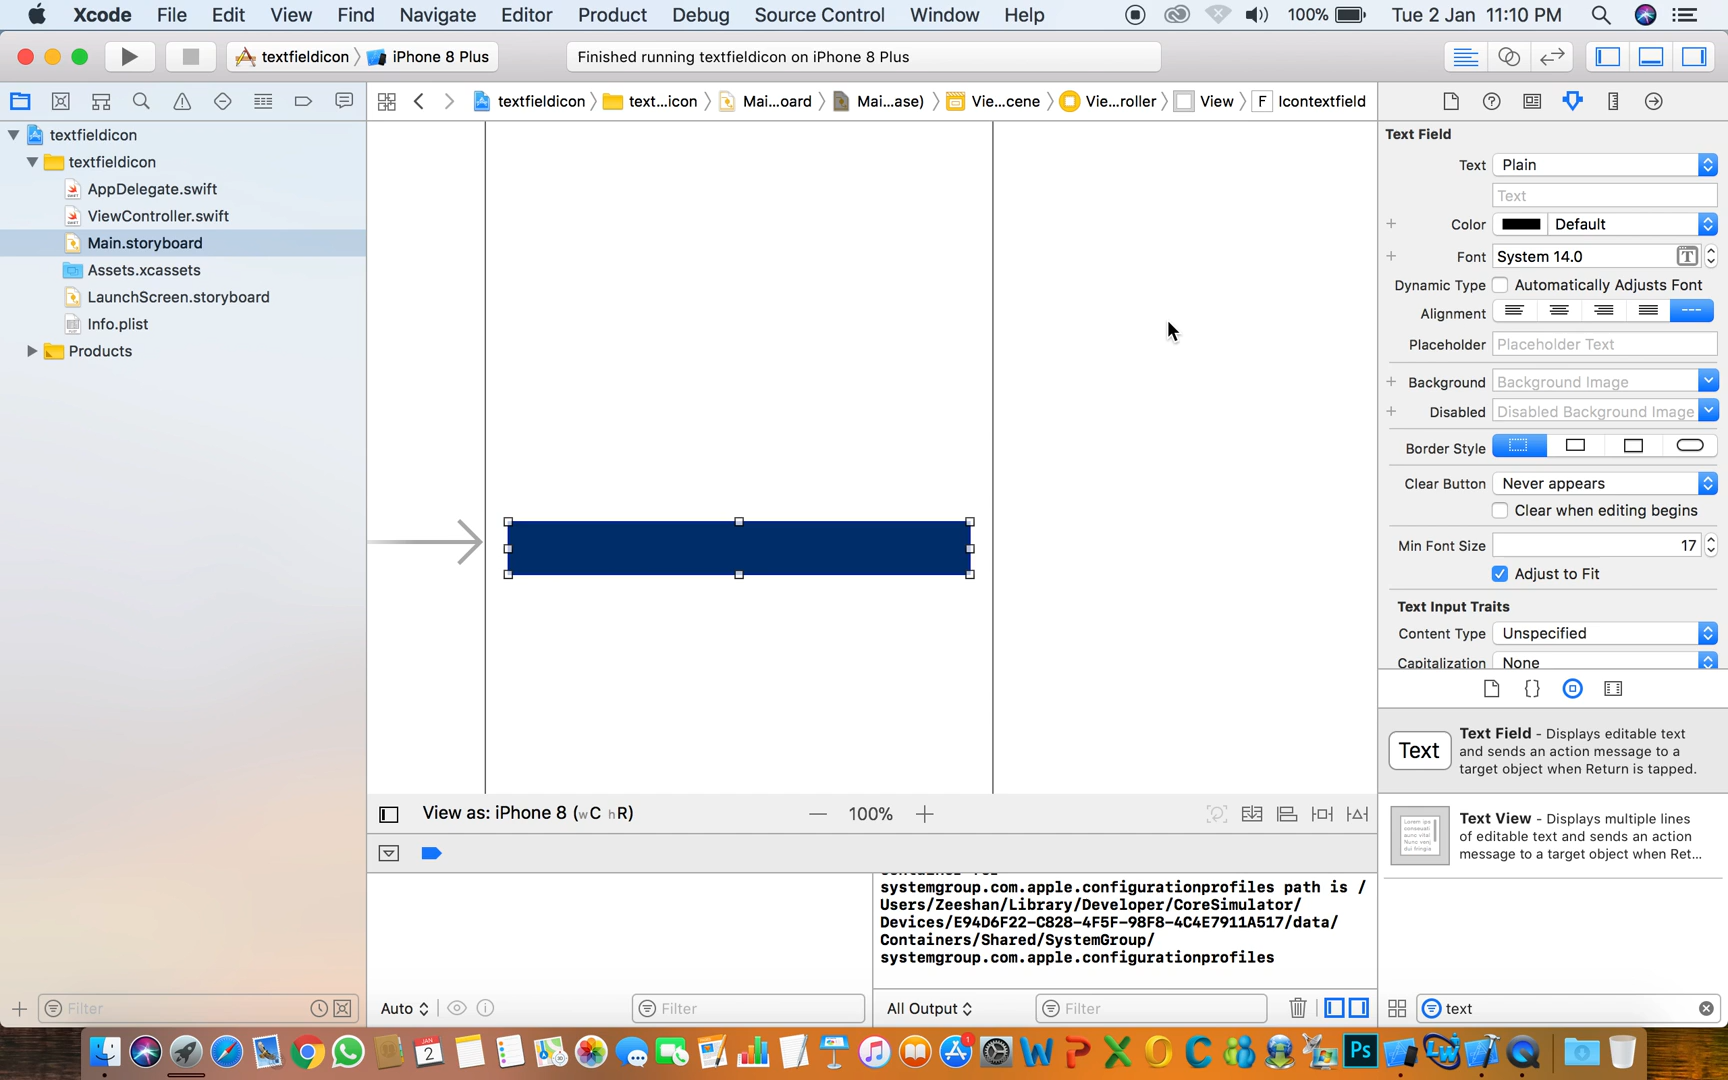 Xcode File Edit View Find Navigate Editor Product Debug Source Control Window Help 100% Tue 2 Jan 11:10 PM
textfieldicon iPhone 8 Plus Finished running textfieldicon on iPhone 8 Plus
textfieldicon text...icon Mai...oard Mai...ase) Vie...cene Vie...roller View F Icontextfield
textfieldicon
textfieldicon
AppDelegate.swift
ViewController.swift
Main.storyboard
Assets.xcassets
LaunchScreen.storyboard
Info.plist
Products
Text Field
Text Plain
Text
Color Default
Font System 14.0 T
Dynamic Type Automatically Adjusts Font
Alignment
Placeholder Placeholder Text
Background Background Image
Disabled Disabled Background Image
Border Style
Clear Button Never appears
Clear when editing begins
Min Font Size 17
Adjust to Fit
Text Input Traits
Content Type Unspecified
Capitalization None
Text
Text Field - Displays editable text
and sends an action message to a
target object when Return is tapped.
Text View - Displays multiple lines
of editable text and sends an action
message to a target object when Ret...
View as: iPhone 8 (wC hR) 100%
systemgroup.com.apple.configurationprofiles path is /
Users/Zeeshan/Library/Developer/CoreSimulator/
Devices/E94D6F22-C828-4F5F-98F8-4C4E7911A517/data/
Containers/Shared/SystemGroup/
systemgroup.com.apple.configurationprofiles
Filter Auto Filter All Output Filter text
JAN
2
1
Ps
LW